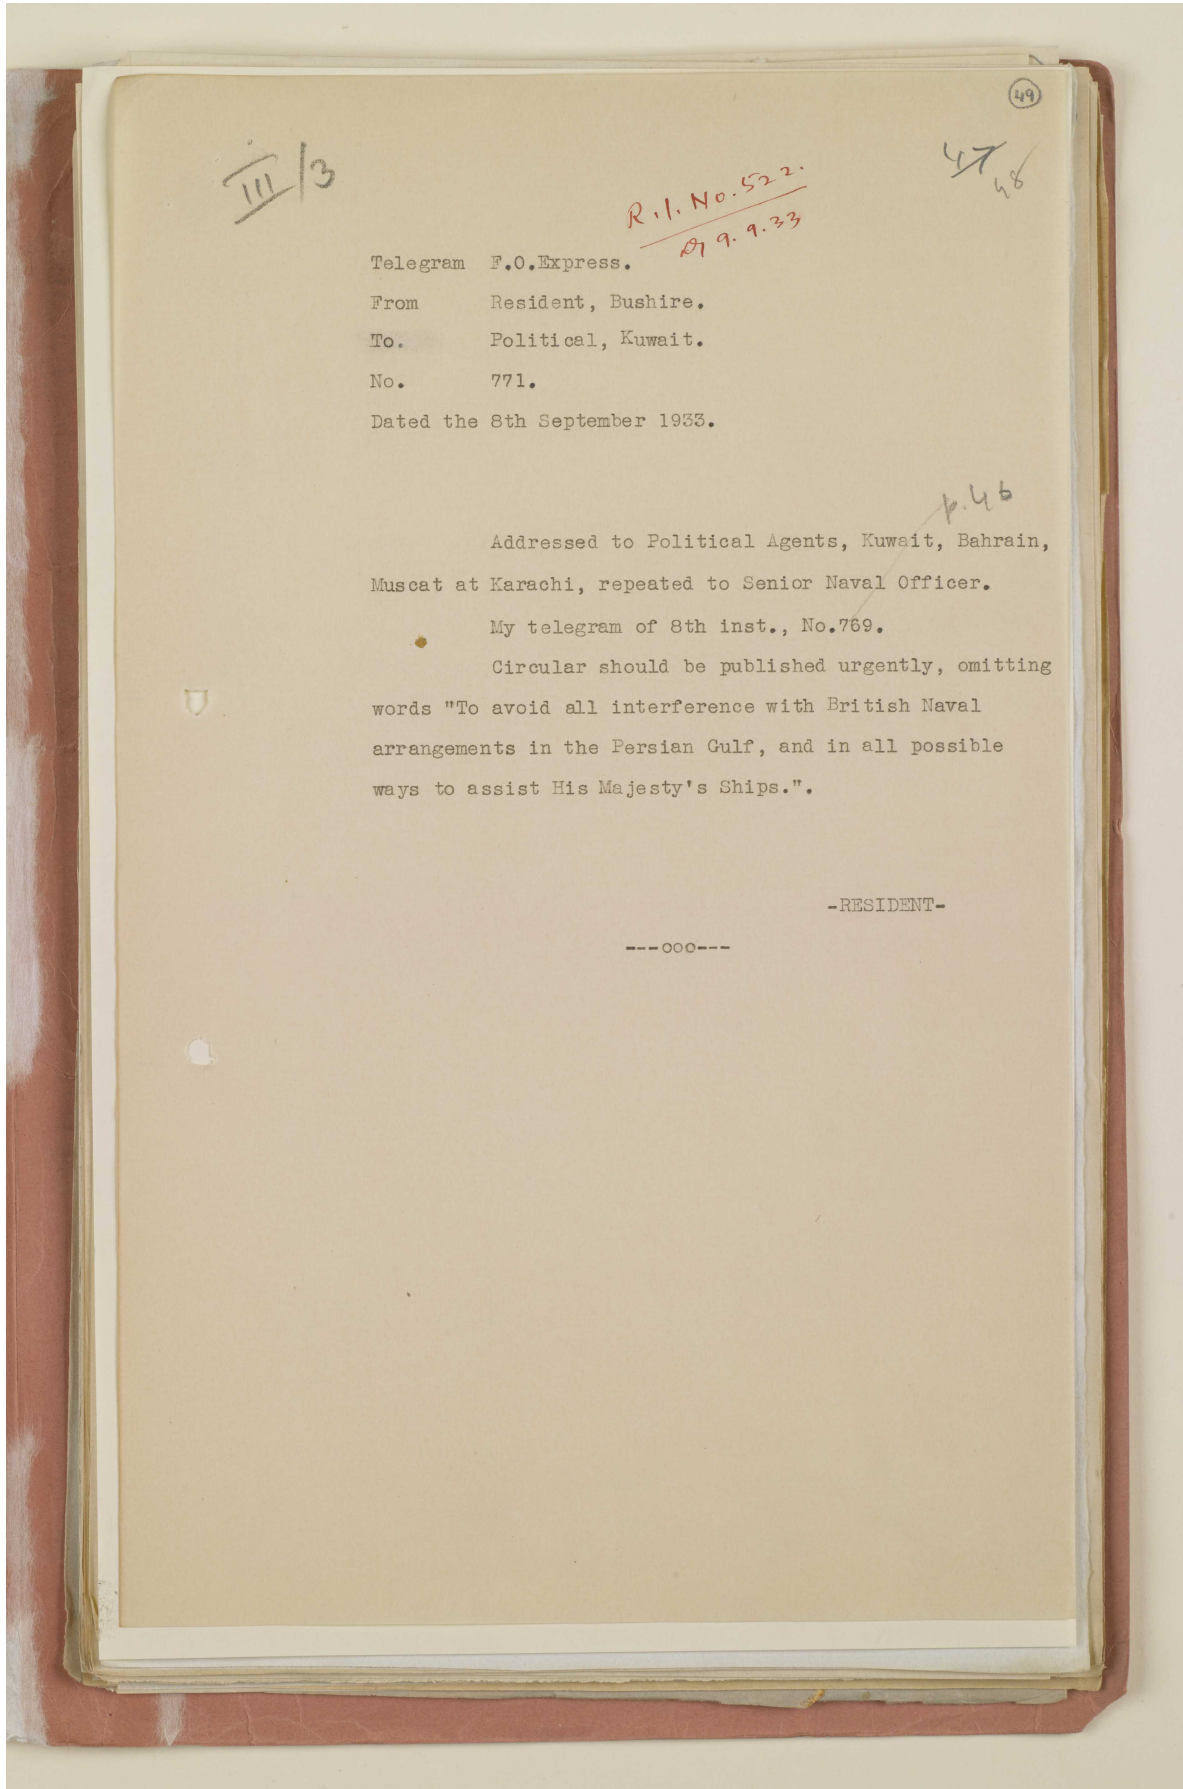 49
III/3
47
48
R.I. No. 522.
D/ 9.9.33
Telegram F.O.Express.
From Resident, Bushire.
To. Political, Kuwait.
No. 771.
Dated the 8th September 1933.
p.46
Addressed to Political Agents, Kuwait, Bahrain,
Muscat at Karachi, repeated to Senior Naval Officer.
My telegram of 8th inst., No.769.
Circular should be published urgently, omitting
words "To avoid all interference with British Naval
arrangements in the Persian Gulf, and in all possible
ways to assist His Majesty's Ships.".
-RESIDENT-
---ooo---